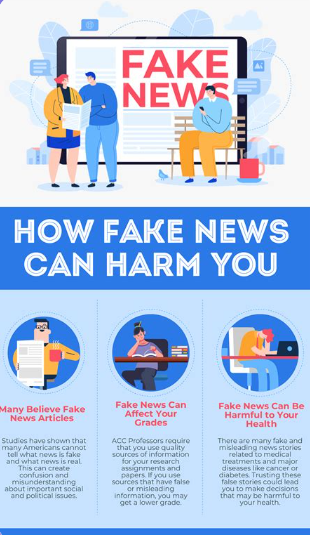 FAKE
NEWS
HOW FAKE NEWS
CAN HARM YOU
Many Believe Fake
News Articles
Studies have shown that
many Americans cannot
tell what news is fake
and what news is real.
This can create
confusion and
misunderstanding
about important social
and political issues.
Fake News Can
Affect Your
Grades
ACC Professors require
that you use quality
sources of information
for your research
assignments and
papers. If you use
sources that have false
or misleading
information, you may
get a lower grade.
Fake News Can Be
Harmful to Your
Health
There are many fake and
misleading news stories
related to medical
treatments and major
diseases like cancer or
diabetes. Trusting these
false stories could lead
you to make decisions
that may be harmful to
your health.